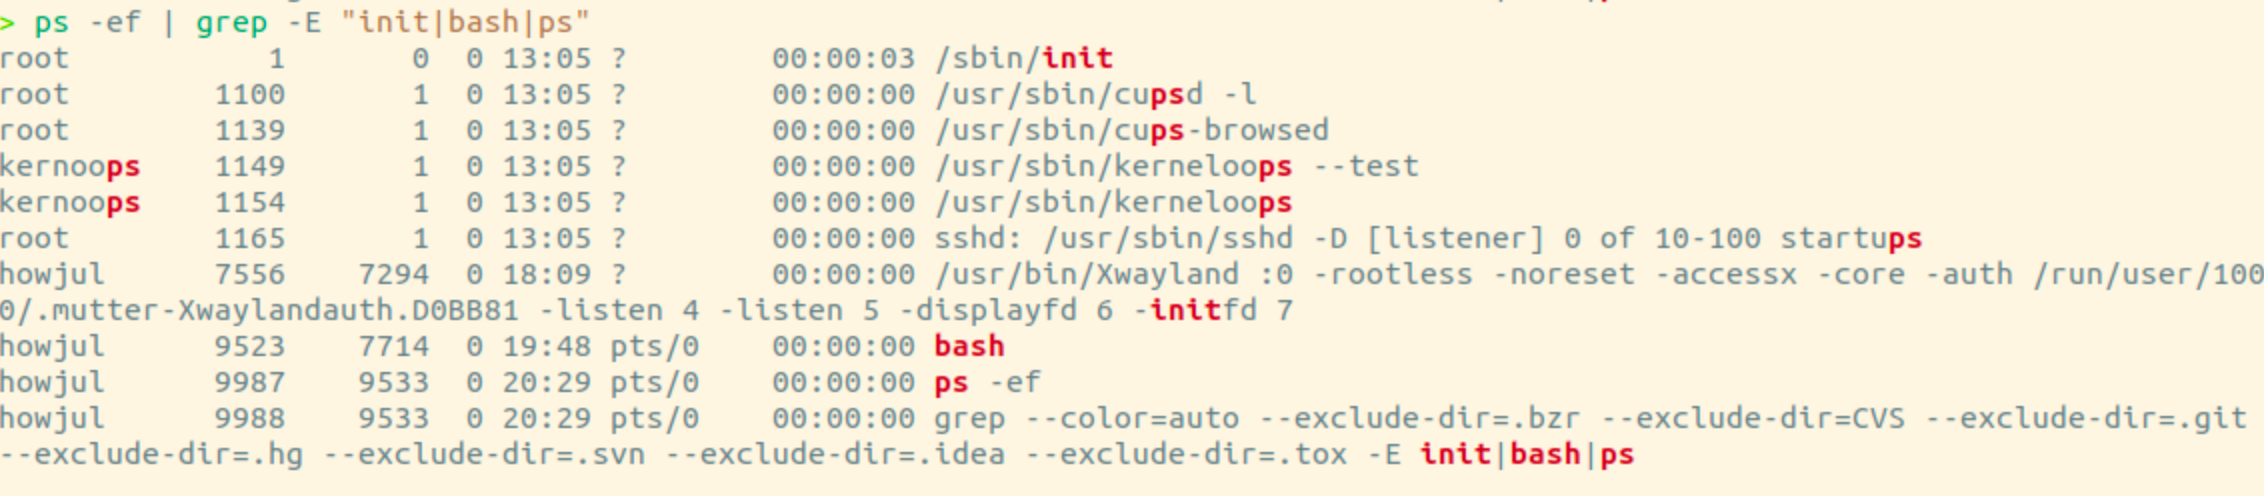 > ps -ef | grep -E "init|bash|ps"
root           1       0  0 13:05 ?        00:00:03 /sbin/init
root        1100       1  0 13:05 ?        00:00:00 /usr/sbin/cupsd -l
root        1139       1  0 13:05 ?        00:00:00 /usr/sbin/cups-browsed
kernoops    1149       1  0 13:05 ?        00:00:00 /usr/sbin/kerneloops --test
kernoops    1154       1  0 13:05 ?        00:00:00 /usr/sbin/kerneloops
root        1165       1  0 13:05 ?        00:00:00 sshd: /usr/sbin/sshd -D [listener] 0 of 10-100 startups
howjul      7556    7294  0 18:09 ?        00:00:00 /usr/bin/Xwayland :0 -rootless -noreset -accessx -core -auth /run/user/100
0/.mutter-Xwaylandauth.D0BB81 -listen 4 -listen 5 -displayfd 6 -initfd 7
howjul      9523    7714  0 19:48 pts/0    00:00:00 bash
howjul      9987    9533  0 20:29 pts/0    00:00:00 ps -ef
howjul      9988    9533  0 20:29 pts/0    00:00:00 grep --color=auto --exclude-dir=.bzr --exclude-dir=CVS --exclude-dir=.git
--exclude-dir=.hg --exclude-dir=.svn --exclude-dir=.idea --exclude-dir=.tox -E init|bash|ps